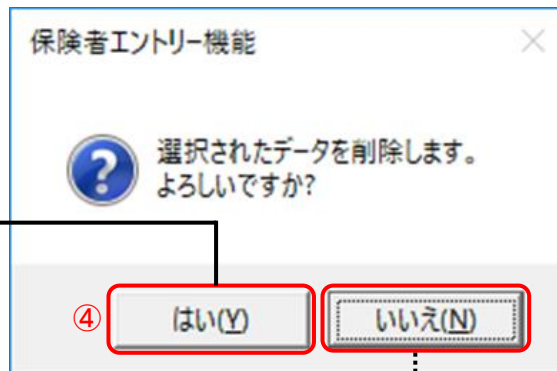 保険者エントリー機能
選択されたデータを削除します。
よろしいですか?
④ はい(Y) いいえ(N)